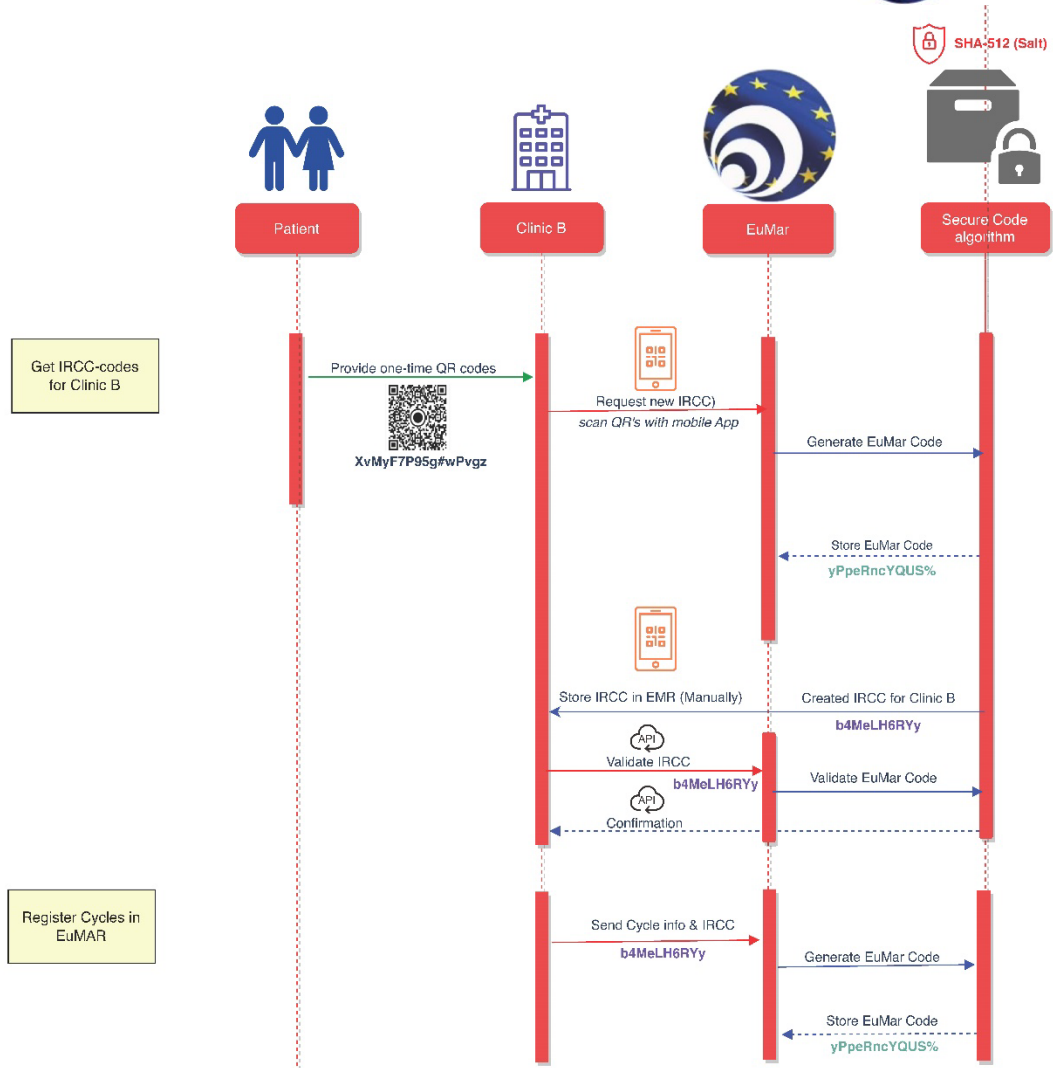 SHA-512 (Salt)
Patient
Clinic B
EuMar
Secure Code
algorithm
Get IRCC-codes
for Clinic B
Provide one-time QR codes
XvMyF7P95g#wPvgz
Request new IRCC)
scan QR's with mobile App
Generate EuMar Code
Store EuMar Code
yPpeRncYQUS%
Store IRCC in EMR (Manually)
Created IRCC for Clinic B
b4MeLH6RYy
API
Validate IRCC
b4MeLH6RYy
Validate EuMar Code
API
Confirmation
Register Cycles in
EuMAR
Send Cycle info & IRCC
b4MeLH6RYy
Generate EuMar Code
Store EuMar Code
yPpeRncYQUS%